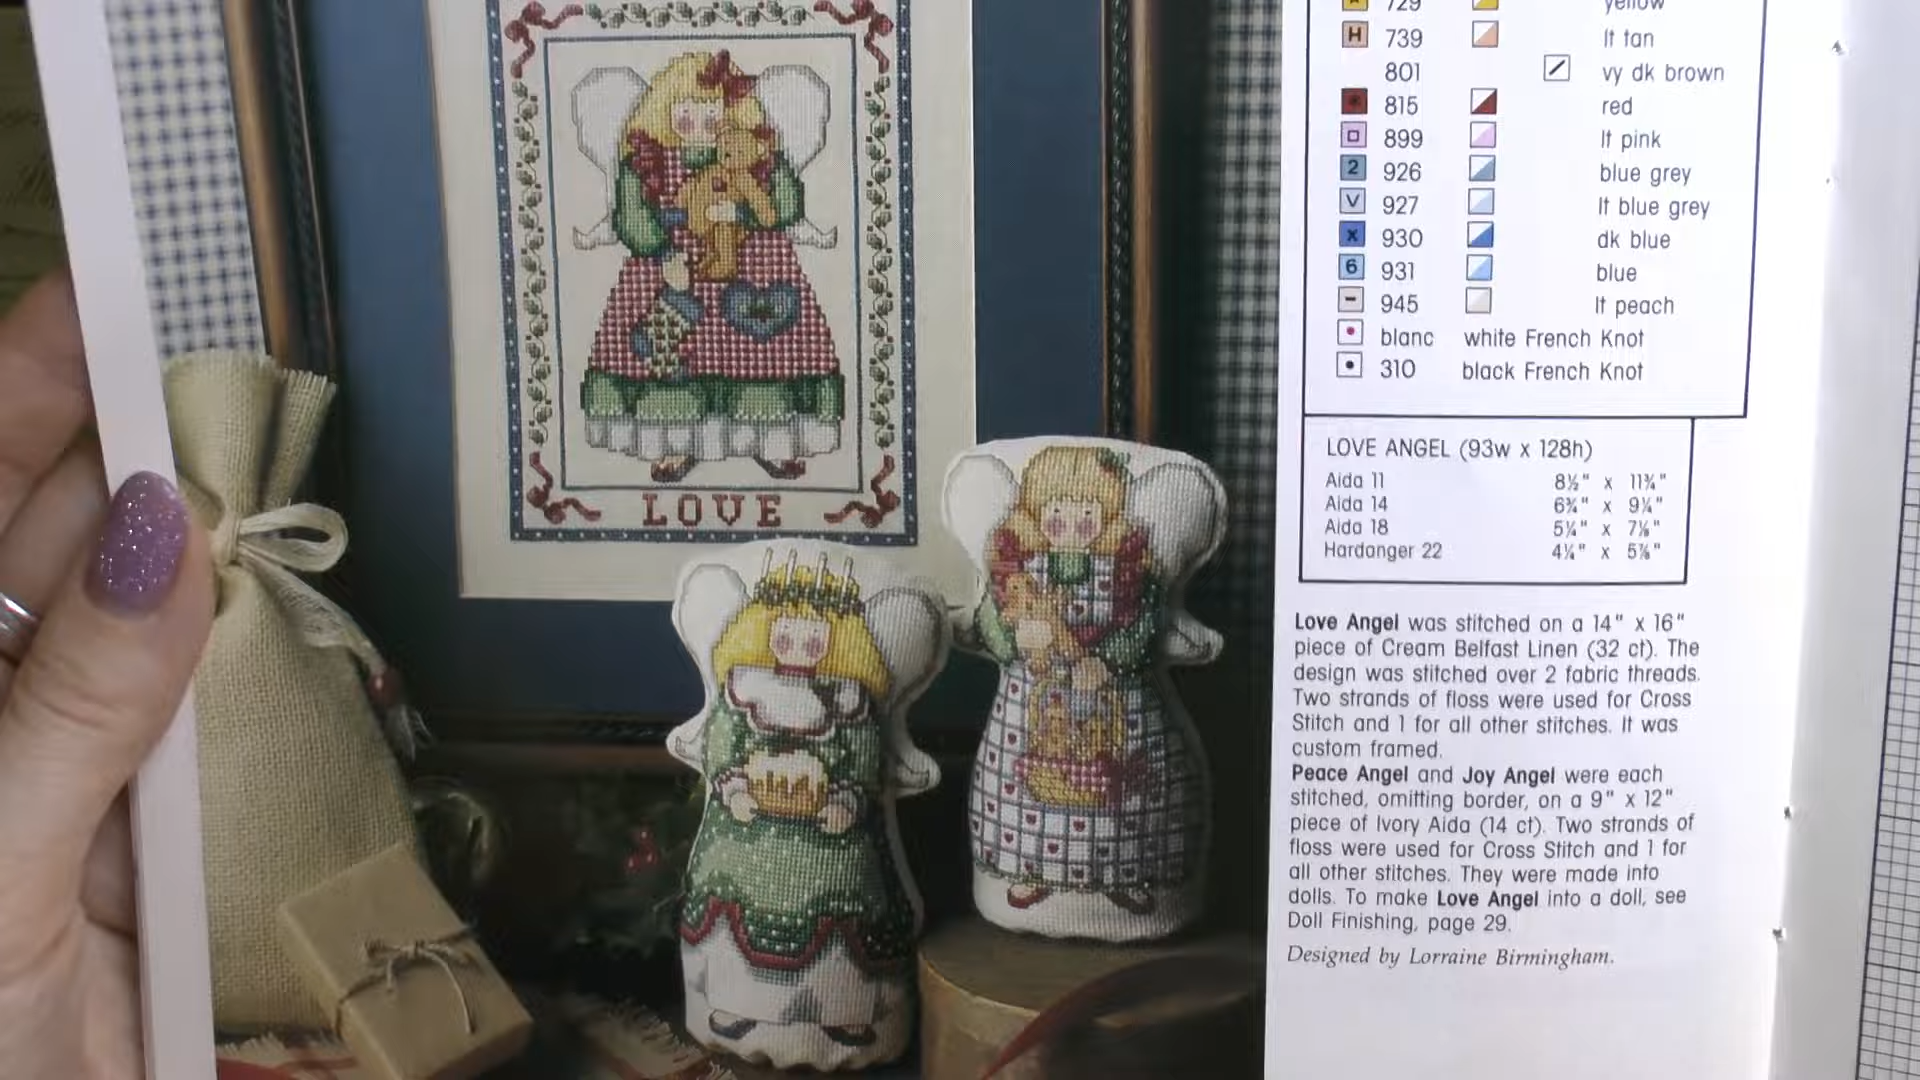 LOVE
729 yellow
H 739 lt tan
801 vy dk brown
815 red
899 lt pink
2 926 blue grey
V 927 lt blue grey
x 930 dk blue
6 931 blue
- 945 lt peach
blanc white French Knot
310 black French Knot
LOVE ANGEL (93w x 128h)
Aida 11 8½" x 11¾"
Aida 14 6¾" x 9¼"
Aida 18 5¼" x 7⅛"
Hardanger 22 4¼" x 5⅞"
Love Angel was stitched on a 14" x 16"
piece of Cream Belfast Linen (32 ct). The
design was stitched over 2 fabric threads.
Two strands of floss were used for Cross
Stitch and 1 for all other stitches. It was
custom framed.
Peace Angel and Joy Angel were each
stitched, omitting border, on a 9" x 12"
piece of Ivory Aida (14 ct). Two strands of
floss were used for Cross Stitch and 1 for
all other stitches. They were made into
dolls. To make Love Angel into a doll, see
Doll Finishing, page 29.
Designed by Lorraine Birmingham.